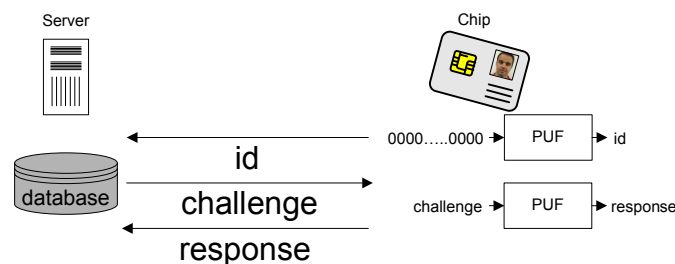 Server
Chip
0000…..0000
PUF
id
id
database
challenge
challenge
PUF
response
response